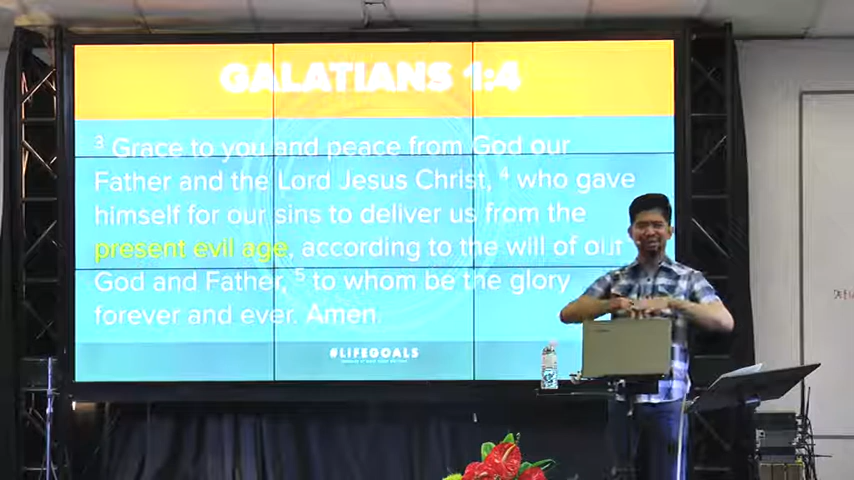 GALATIANS 1:4
³ Grace to you and peace from God our
Father and the Lord Jesus Christ, ⁴ who gave
himself for our sins to deliver us from the
present evil age, according to the will of our
God and Father, ⁵ to whom be the glory
forever and ever. Amen.
#LIFEGOALS